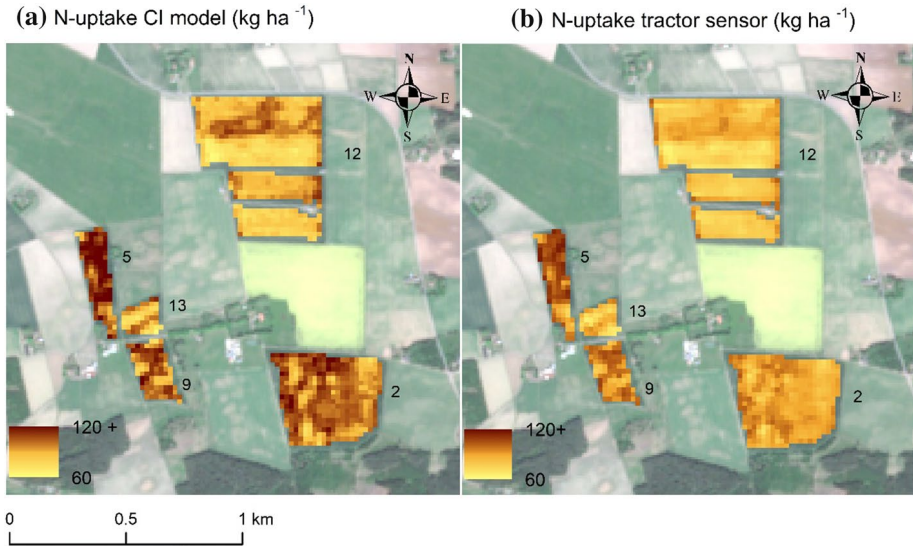 (a) N-uptake CI model (kg ha -1)
(b) N-uptake tractor sensor (kg ha -1)
N
W E
S
12
5
13
9
2
120 +
60
N
W E
S
12
5
13
9
2
120+
60
0 0.5 1 km